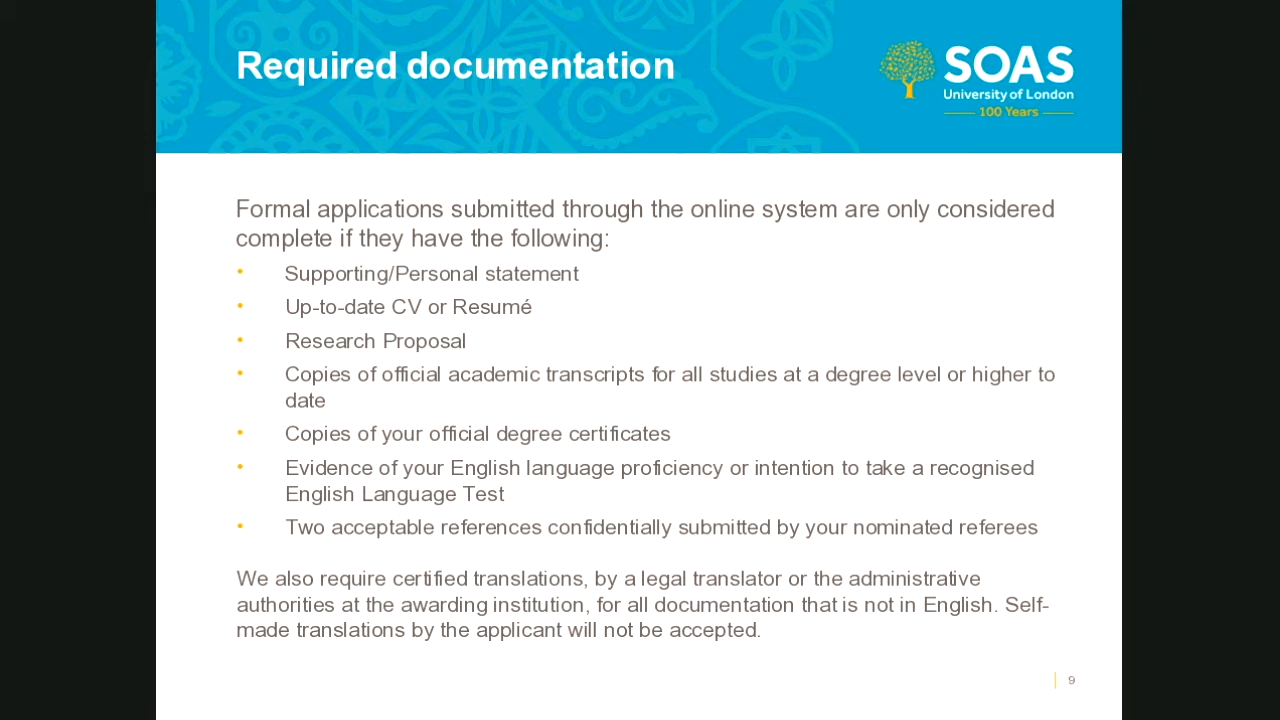 Required documentation
SOAS
University of London
100 Years
Formal applications submitted through the online system are only considered
complete if they have the following:
• Supporting/Personal statement
• Up-to-date CV or Resumé
• Research Proposal
• Copies of official academic transcripts for all studies at a degree level or higher to
date
• Copies of your official degree certificates
• Evidence of your English language proficiency or intention to take a recognised
English Language Test
• Two acceptable references confidentially submitted by your nominated referees
We also require certified translations, by a legal translator or the administrative
authorities at the awarding institution, for all documentation that is not in English. Self-
made translations by the applicant will not be accepted.
9